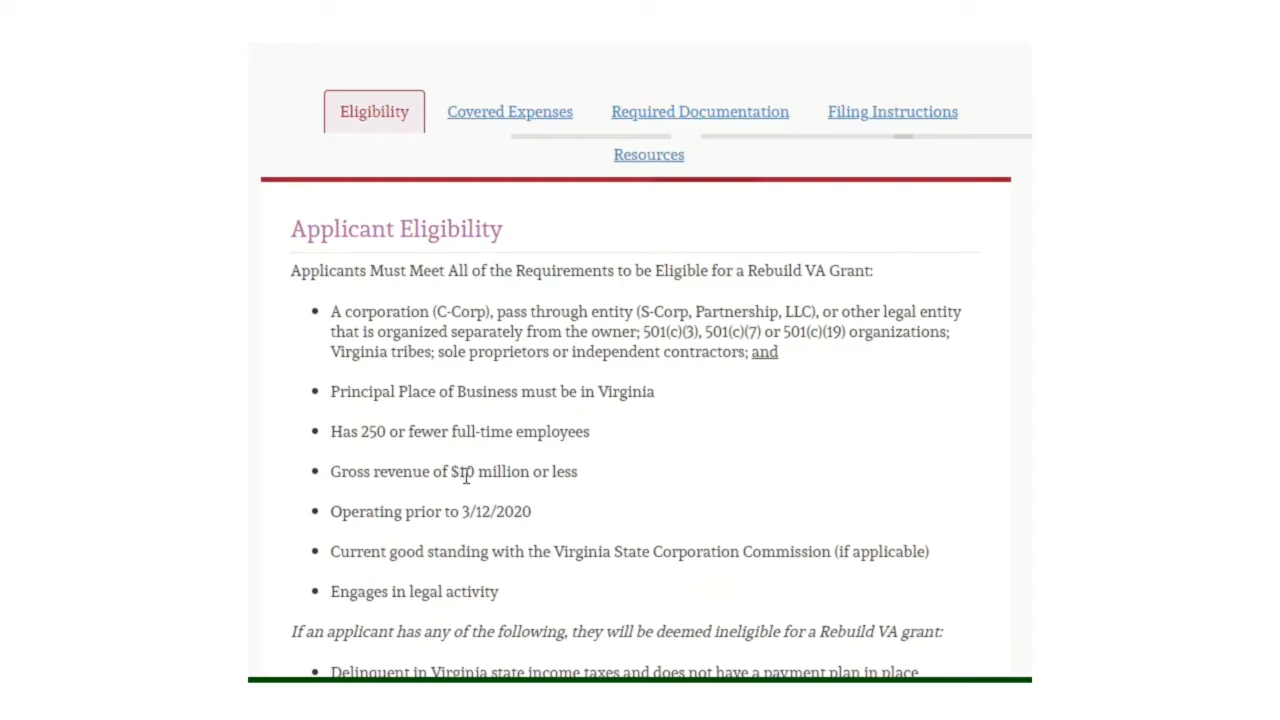 Eligibility Covered Expenses Required Documentation Filing Instructions
Resources
Applicant Eligibility
Applicants Must Meet All of the Requirements to be Eligible for a Rebuild VA Grant:
• A corporation (C-Corp), pass through entity (S-Corp, Partnership, LLC), or other legal entity
that is organized separately from the owner; 501(c)(3), 501(c)(7) or 501(c)(19) organizations;
Virginia tribes; sole proprietors or independent contractors; and
• Principal Place of Business must be in Virginia
• Has 250 or fewer full-time employees
• Gross revenue of $10 million or less
• Operating prior to 3/12/2020
• Current good standing with the Virginia State Corporation Commission (if applicable)
• Engages in legal activity
If an applicant has any of the following, they will be deemed ineligible for a Rebuild VA grant:
• Delinquent in Virginia state income taxes and does not have a payment plan in place